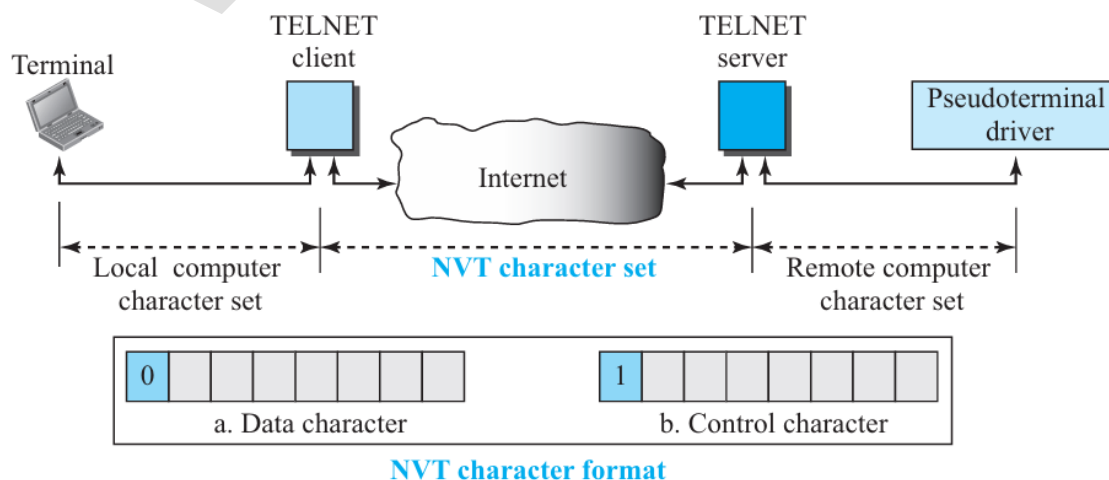 TELNET
client
TELNET
server
Terminal
Pseudoterminal
driver
Internet
Local computer
character set
NVT character set
Remote computer
character set
0
1
a. Data character
b. Control character
NVT character format